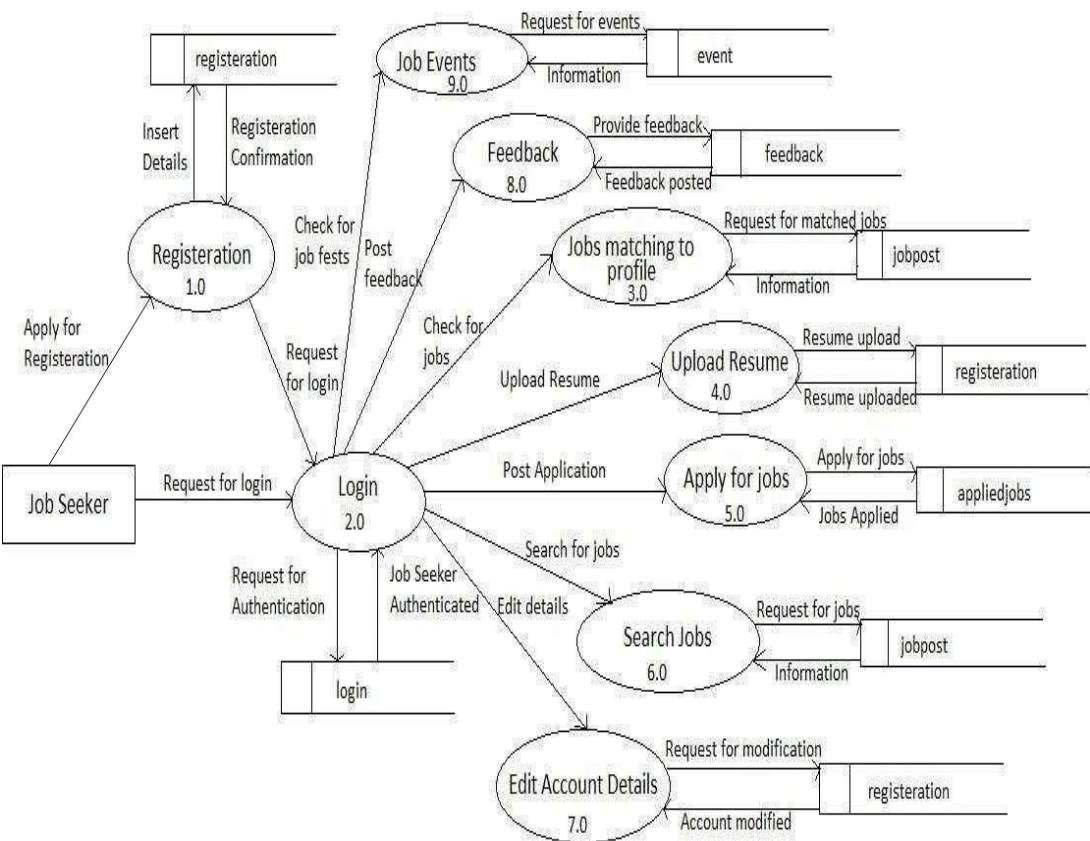 Request for events
registeration
Job Events
9.0
event
Information
Insert
Details
Registeration
Confirmation
Provide feedback
Feedback
8.0
feedback
Feedback posted
Check for
job fests
Post
feedback
Request for matched jobs
Registeration
1.0
Jobs matching to
profile
3.0
jobpost
Information
Apply for
Registeration
Request
for login
Check for
jobs
Upload Resume
Resume upload
Upload Resume
4.0
registeration
Resume uploaded
Job Seeker
Request for login
Login
2.0
Post Application
Apply for jobs
Apply for jobs
5.0
appliedjobs
Jobs Applied
Search for jobs
Request for
Authentication
Job Seeker
Authenticated
Edit details
Request for jobs
Search Jobs
6.0
jobpost
Information
login
Request for modification
Edit Account Details
7.0
registeration
Account modified